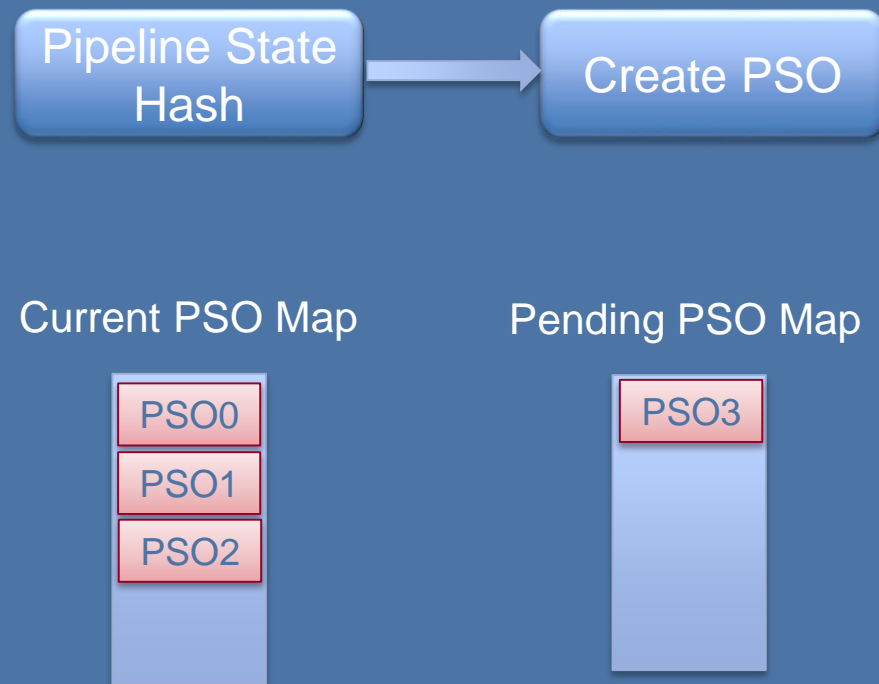 Pipeline State
Hash
Create PSO
Current PSO Map
Pending PSO Map
PSO0
PSO1
PSO2
PSO3